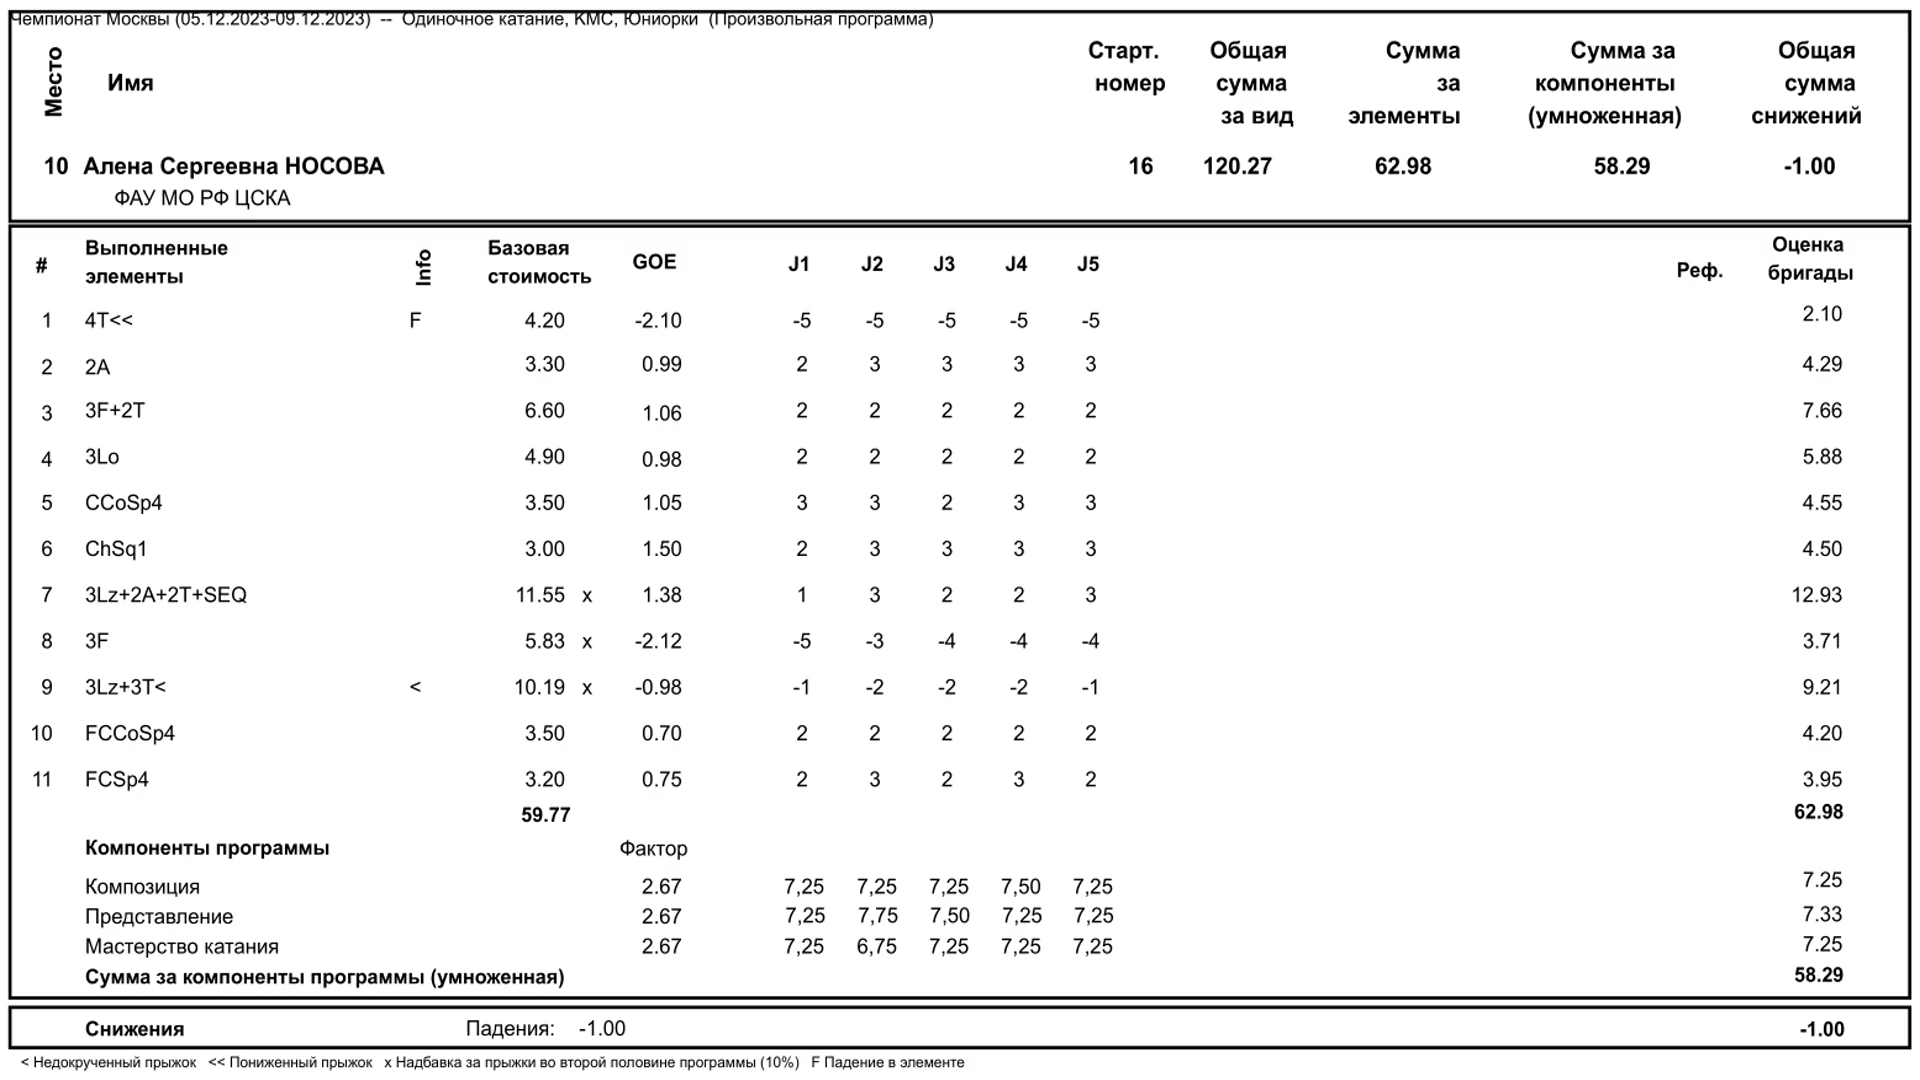 Чемпионат Москвы (05.12.2023-09.12.2023) -- Одиночное катание, КМС, Юниорки (Произвольная программа)
Место Имя Старт. номер Общая сумма за вид Сумма за элементы Сумма за компоненты (умноженная) Общая сумма снижений
10 Алена Сергеевна НОСОВА 16 120.27 62.98 58.29 -1.00
ФАУ МО РФ ЦСКА
# Выполненные элементы Info Базовая стоимость GOE J1 J2 J3 J4 J5 Реф. Оценка бригады
1 4T<< F 4.20 -2.10 -5 -5 -5 -5 -5 2.10
2 2A 3.30 0.99 2 3 3 3 3 4.29
3 3F+2T 6.60 1.06 2 2 2 2 2 7.66
4 3Lo 4.90 0.98 2 2 2 2 2 5.88
5 CCoSp4 3.50 1.05 3 3 2 3 3 4.55
6 ChSq1 3.00 1.50 2 3 3 3 3 4.50
7 3Lz+2A+2T+SEQ 11.55 x 1.38 1 3 2 2 3 12.93
8 3F 5.83 x -2.12 -5 -3 -4 -4 -4 3.71
9 3Lz+3T< < 10.19 x -0.98 -1 -2 -2 -2 -1 9.21
10 FCCoSp4 3.50 0.70 2 2 2 2 2 4.20
11 FCSp4 3.20 0.75 2 3 2 3 2 3.95
59.77 62.98
Компоненты программы Фактор
Композиция 2.67 7,25 7,25 7,25 7,50 7,25 7.25
Представление 2.67 7,25 7,75 7,50 7,25 7,25 7.33
Мастерство катания 2.67 7,25 6,75 7,25 7,25 7,25 7.25
Сумма за компоненты программы (умноженная) 58.29
Снижения Падения: -1.00 -1.00
< Недокрученный прыжок << Пониженный прыжок x Надбавка за прыжки во второй половине программы (10%) F Падение в элементе